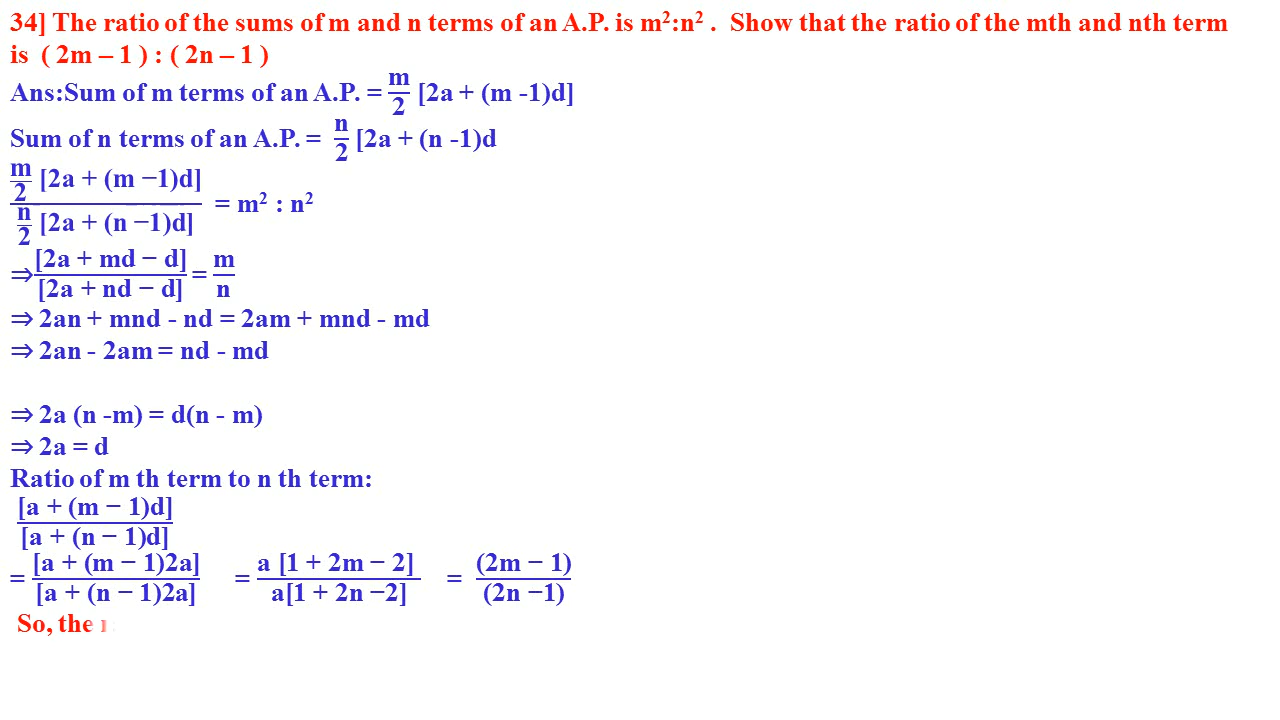 34] The ratio of the sums of m and n terms of an A.P. is m²:n² .  Show that the ratio of the mth and nth term
is  ( 2m – 1 ) : ( 2n – 1 )
Ans:Sum of m terms of an A.P. = m/2 [2a + (m -1)d]
Sum of n terms of an A.P. =  n/2 [2a + (n -1)d
m/2 [2a + (m −1)d] / n/2 [2a + (n −1)d] = m² : n²
⇒ [2a + md − d] / [2a + nd − d] = m/n
⇒ 2an + mnd - nd = 2am + mnd - md
⇒ 2an - 2am = nd - md
⇒ 2a (n -m) = d(n - m)
⇒ 2a = d
Ratio of m th term to n th term:
[a + (m − 1)d] / [a + (n − 1)d]
= [a + (m − 1)2a] / [a + (n − 1)2a] = a [1 + 2m − 2] / a[1 + 2n −2] = (2m − 1) / (2n −1)
So, the